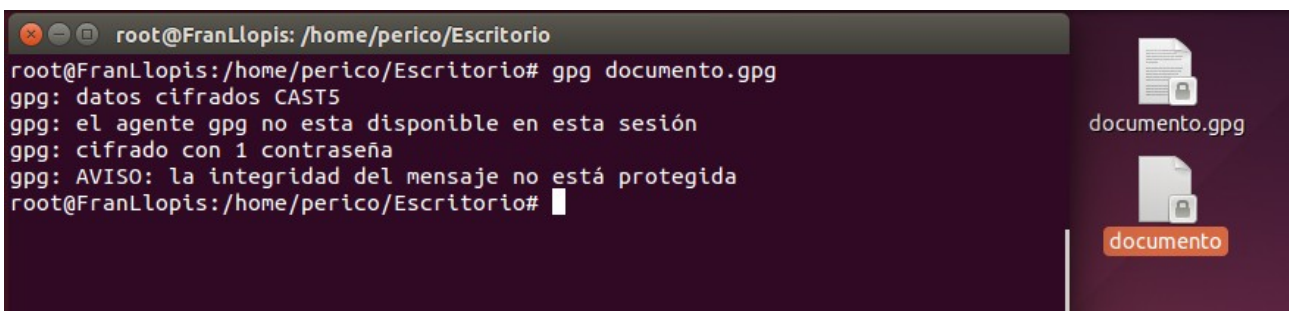 root@FranLlopis: /home/perico/Escritorio
root@FranLlopis:/home/perico/Escritorio# gpg documento.gpg
gpg: datos cifrados CAST5
gpg: el agente gpg no esta disponible en esta sesión
gpg: cifrado con 1 contraseña
gpg: AVISO: la integridad del mensaje no está protegida
root@FranLlopis:/home/perico/Escritorio#
documento.gpg
documento